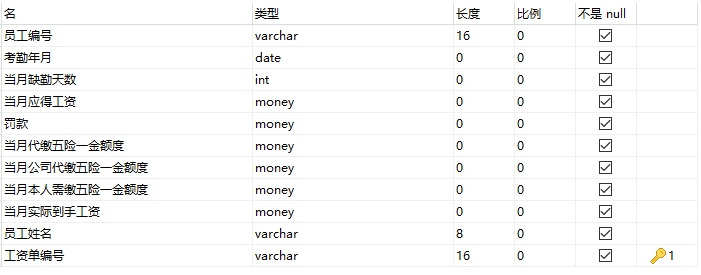 名 类型 长度 比例 不是 null
员工编号 varchar 16 0
考勤年月 date 0 0
当月缺勤天数 int 0 0
当月应得工资 money 0 0
罚款 money 0 0
当月代缴五险一金额度 money 0 0
当月公司代缴五险一金额度 money 0 0
当月本人需缴五险一金额度 money 0 0
当月实际到手工资 money 0 0
员工姓名 varchar 8 0
工资单编号 varchar 16 0 1